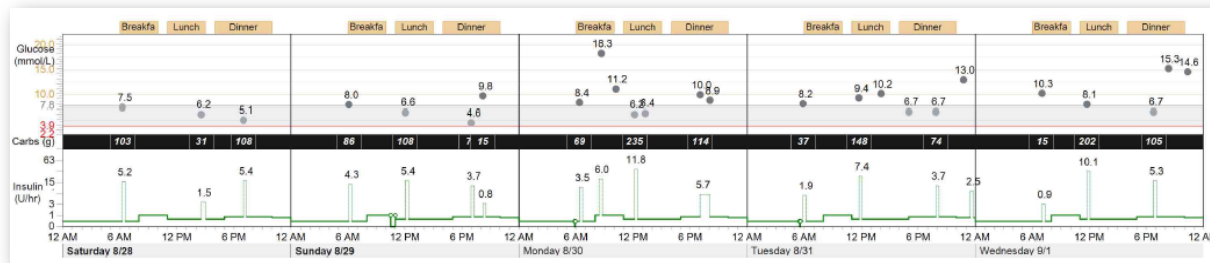 Breakfa Lunch Dinner Breakfa Lunch Dinner Breakfa Lunch Dinner Breakfa Lunch Dinner Breakfa Lunch Dinner
20.0
Glucose
(mmol/L)
15.0
10.0
7.8
3.9
2.2
7.5 6.2 5.1 8.0 6.6 4.6 9.8 8.4 18.3 11.2 6.2 6.4 10.0 8.9 8.2 9.4 10.2 6.7 6.7 13.0 10.3 8.1 6.7 15.3 14.6
Carbs (g) 103 31 108 86 108 7 15 69 235 114 37 148 74 15 202 105
63
15
Insulin
(U/hr)
3
1
0
5.2 1.5 5.4 4.3 5.4 3.7 0.8 3.5 6.0 11.8 5.7 1.9 7.4 3.7 2.5 0.9 10.1 5.3
12 AM 6 AM 12 PM 6 PM 12 AM 6 AM 12 PM 6 PM 12 AM 6 AM 12 PM 6 PM 12 AM 6 AM 12 PM 6 PM 12 AM 6 AM 12 PM 6 PM 12 AM
Saturday 8/28 Sunday 8/29 Monday 8/30 Tuesday 8/31 Wednesday 9/1